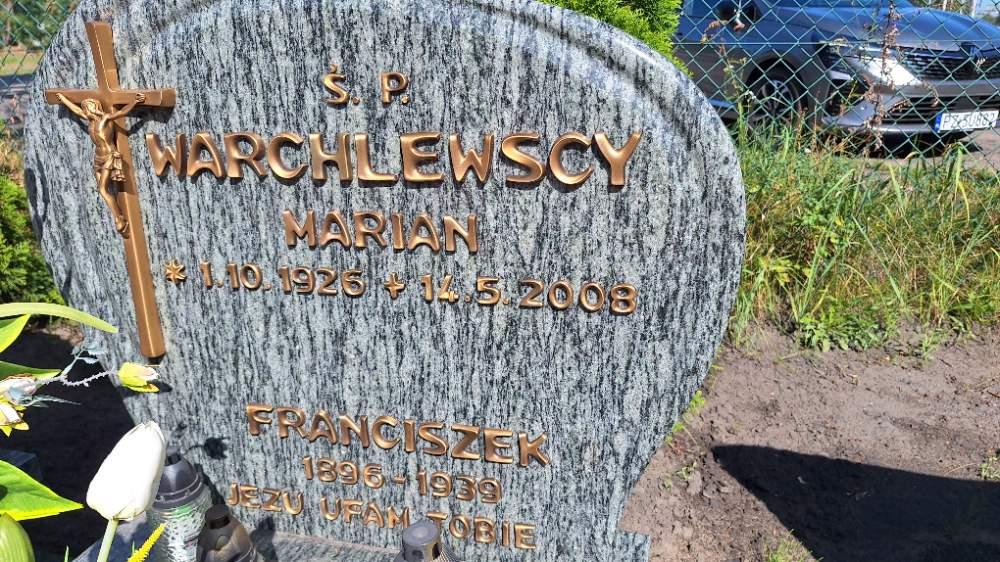 Ś. P.
WARCHLEWSCY
MARIAN
* 1.10.1926 + 14.5.2008
FRANCISZEK
1896 - 1939
JEZU UFAM TOBIE